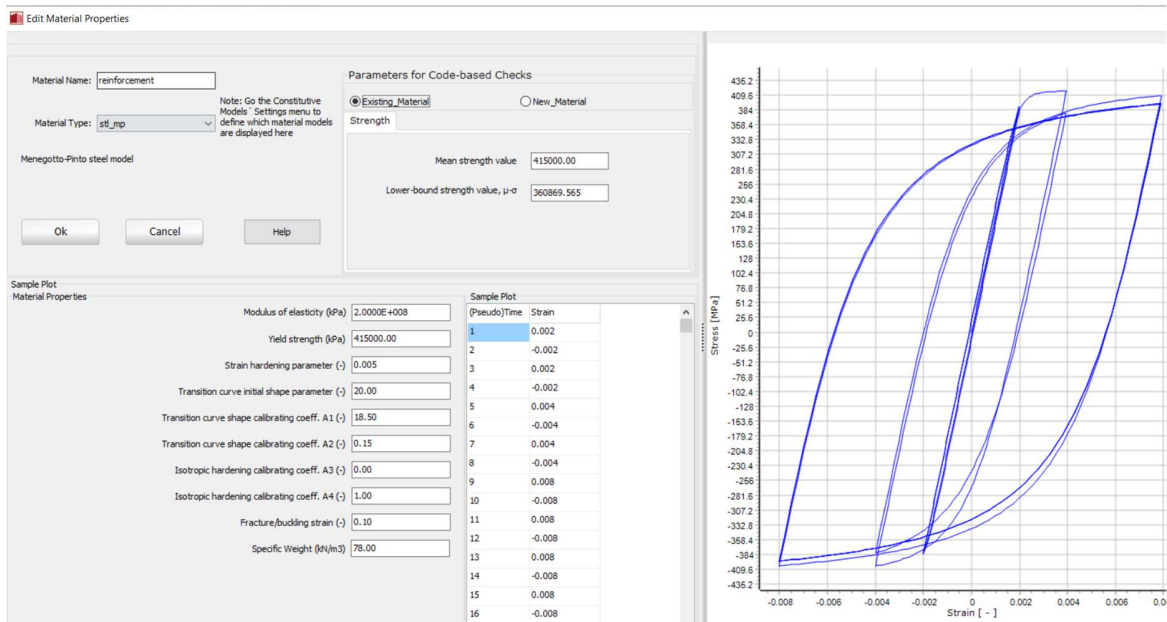 Edit Material Properties
Material Name: reinforcement
Material Type: stl_mp
Note: Go the Constitutive
Models` Settings menu to
define which material models
are displayed here
Menegotto-Pinto steel model
Ok Cancel Help
Parameters for Code-based Checks
Existing_Material New_Material
Strength
Mean strength value 415000.00
Lower-bound strength value, μ-σ 360869.565
Sample Plot
Material Properties
Modulus of elasticity (kPa) 2.0000E+008
Yield strength (kPa) 415000.00
Strain hardening parameter (-) 0.005
Transition curve initial shape parameter (-) 20.00
Transition curve shape calibrating coeff. A1 (-) 18.50
Transition curve shape calibrating coeff. A2 (-) 0.15
Isotropic hardening calibrating coeff. A3 (-) 0.00
Isotropic hardening calibrating coeff. A4 (-) 1.00
Fracture/buckling strain (-) 0.10
Specific Weight (kN/m3) 78.00
Sample Plot
(Pseudo)Time Strain
1 0.002
2 -0.002
3 0.002
4 -0.002
5 0.004
6 -0.004
7 0.004
8 -0.004
9 0.008
10 -0.008
11 0.008
12 -0.008
13 0.008
14 -0.008
15 0.008
16 -0.008
Stress [MPa]
436.2
409.6
384
358.4
332.8
307.2
281.6
256
230.4
204.8
179.2
153.6
128
102.4
76.8
51.2
25.6
0
-25.6
-51.2
-76.8
-102.4
-128
-153.6
-179.2
-204.8
-230.4
-256
-281.6
-307.2
-332.8
-358.4
-384
-409.6
-436.2
-0.008 -0.006 -0.004 -0.002 0 0.002 0.004 0.006 0.0
Strain [ - ]